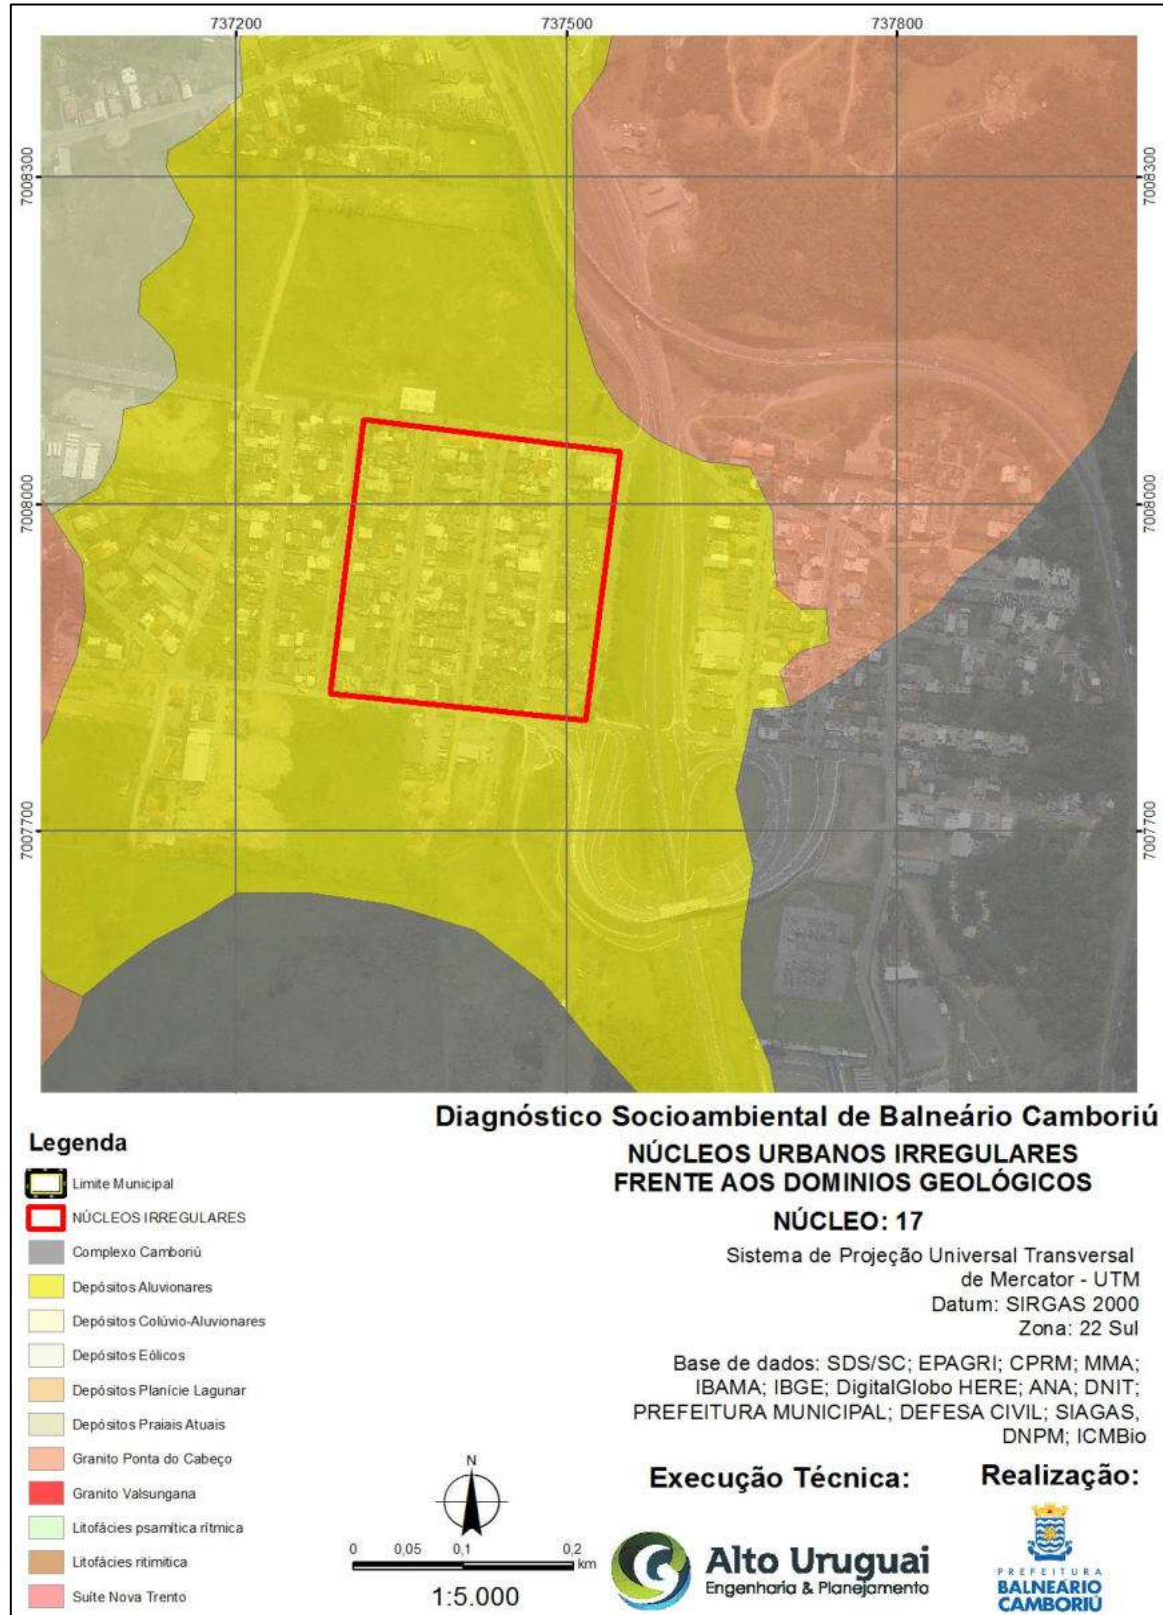 737200
737500
737800
7008300
7008300
7008000
7008000
7007700
7007700
Diagnóstico Socioambiental de Balneário Camboriú
NÚCLEOS URBANOS IRREGULARES
FRENTE AOS DOMINIOS GEOLÓGICOS
NÚCLEO: 17
Sistema de Projeção Universal Transversal
de Mercator - UTM
Datum: SIRGAS 2000
Zona: 22 Sul
Base de dados: SDS/SC; EPAGRI; CPRM; MMA;
IBAMA; IBGE; DigitalGlobo HERE; ANA; DNIT;
PREFEITURA MUNICIPAL; DEFESA CIVIL; SIAGAS,
DNPM; ICMBio
Legenda
Limite Municipal
NÚCLEOS IRREGULARES
Complexo Camboriú
Depósitos Aluvionares
Depósitos Colúvio-Aluvionares
Depósitos Eólicos
Depósitos Planície Lagunar
Depósitos Praiais Atuais
Granito Ponta do Cabeço
Granito Valsungana
Litofácies psamítica rítmica
Litofácies ritimitica
Suíte Nova Trento
N
0 0,05 0,1 0,2
km
1:5.000
Execução Técnica:
Alto Uruguai
Engenharia & Planejamento
Realização:
PREFEITURA
BALNEÁRIO
CAMBORIÚ